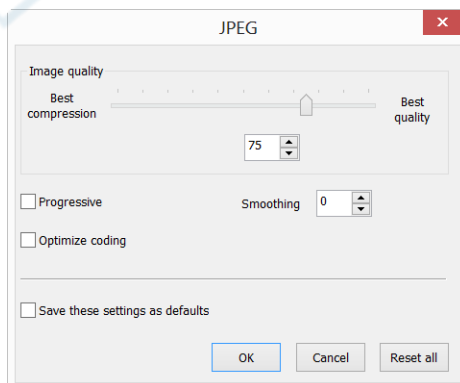 JPEG
Image quality
Best
compression
Best
quality
75
Progressive
Smoothing
0
Optimize coding
Save these settings as defaults
OK
Cancel
Reset all